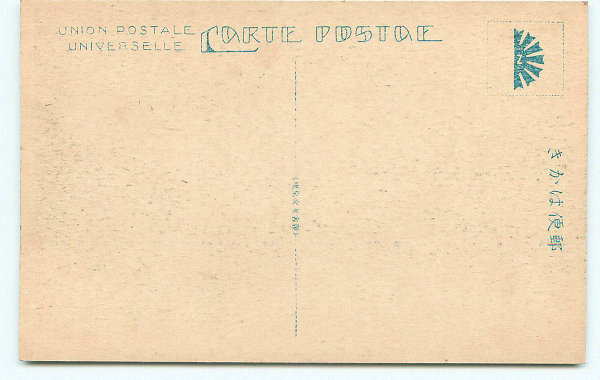 UNION POSTALE
UNIVERSELLE
CARTE POSTALE
きかは便郵